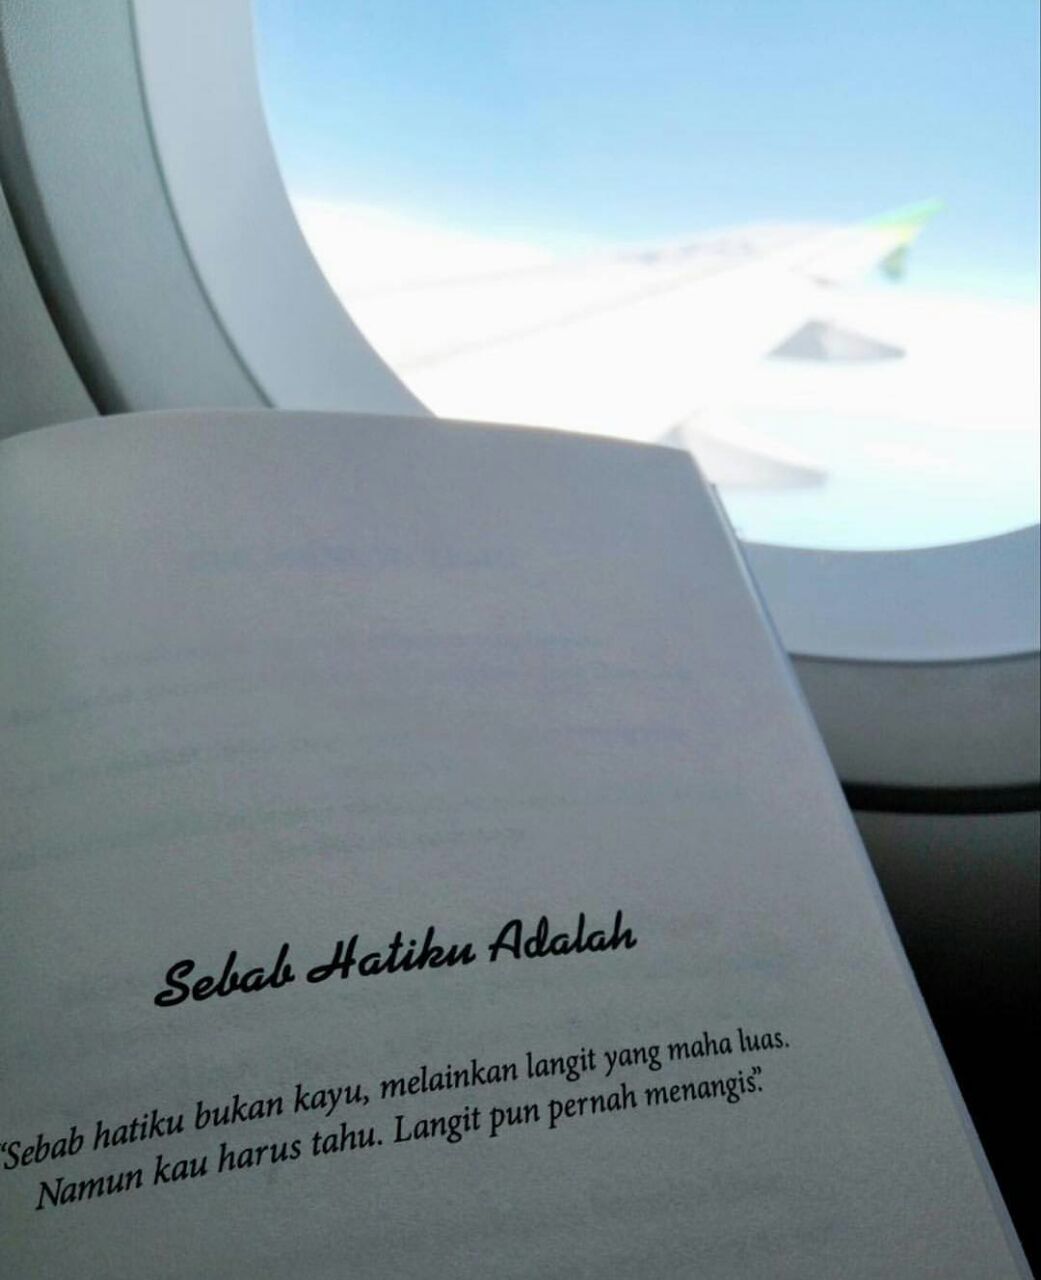 Sebab Hatiku Adalah
“Sebab hatiku bukan kayu, melainkan langit yang maha luas.
Namun kau harus tahu. Langit pun pernah menangis”.